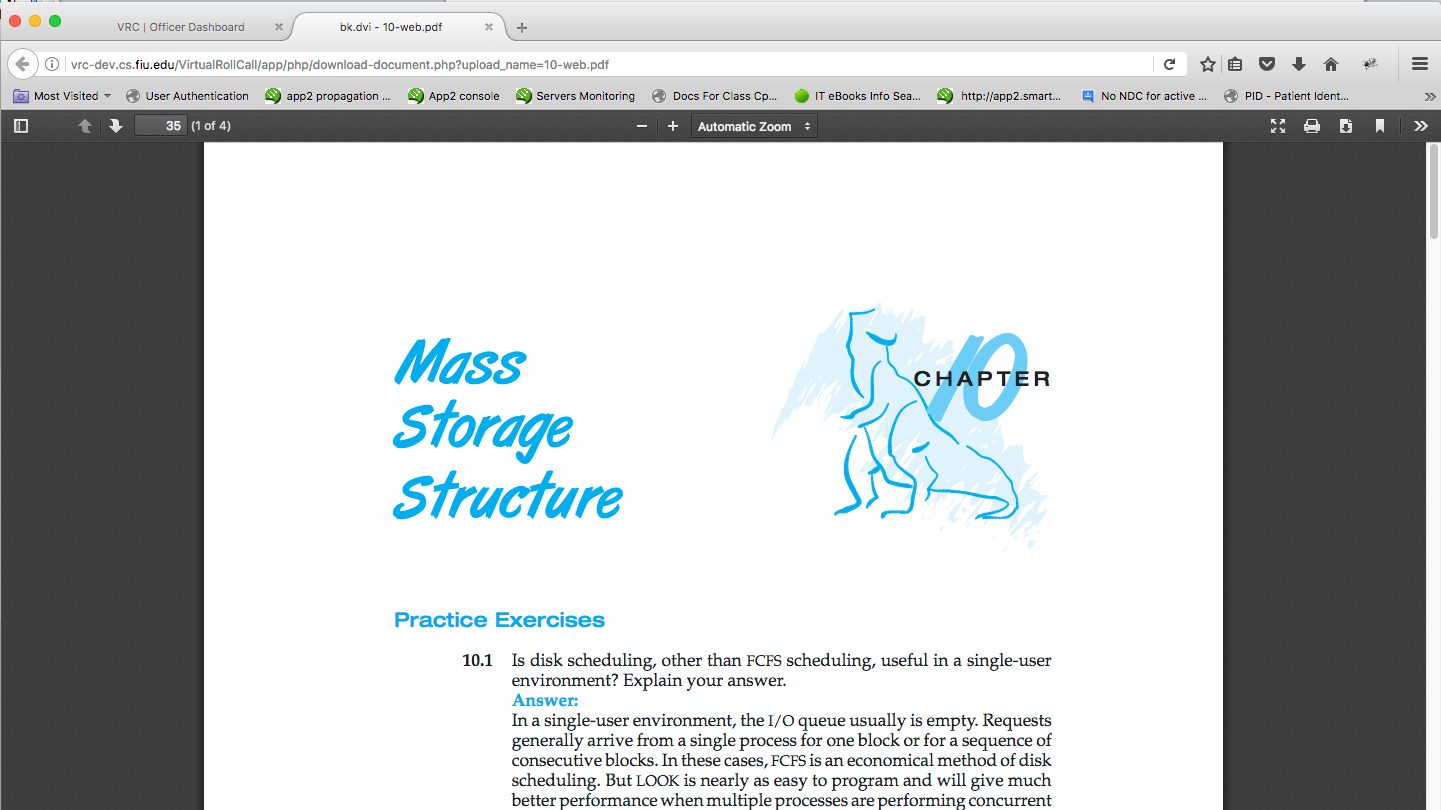 VRC | Officer Dashboard
bk.dvi - 10-web.pdf
vrc-dev.cs.fiu.edu/VirtualRollCall/app/php/download-document.php?upload_name=10-web.pdf
Most Visited
User Authentication
app2 propagation ...
App2 console
Servers Monitoring
Docs For Class Cp...
IT eBooks Info Sea...
http://app2.smart...
No NDC for active ...
PID - Patient Ident...
35 (1 of 4)
Automatic Zoom
Mass
Storage
Structure
10
CHAPTER
Practice Exercises
10.1 Is disk scheduling, other than FCFS scheduling, useful in a single-user
environment? Explain your answer.
Answer:
In a single-user environment, the I/O queue usually is empty. Requests
generally arrive from a single process for one block or for a sequence of
consecutive blocks. In these cases, FCFS is an economical method of disk
scheduling. But LOOK is nearly as easy to program and will give much
better performance when multiple processes are performing concurrent